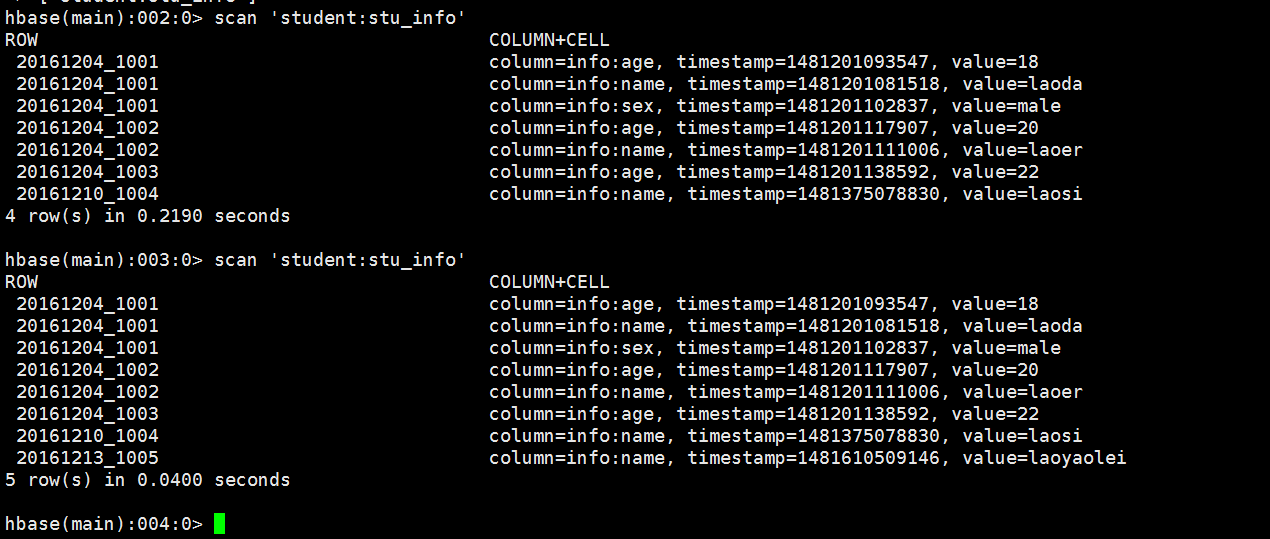 ['student:stu_info']
hbase(main):002:0> scan 'student:stu_info'
ROW COLUMN+CELL
20161204_1001 column=info:age, timestamp=1481201093547, value=18
20161204_1001 column=info:name, timestamp=1481201081518, value=laoda
20161204_1001 column=info:sex, timestamp=1481201102837, value=male
20161204_1002 column=info:age, timestamp=1481201117907, value=20
20161204_1002 column=info:name, timestamp=1481201111006, value=laoer
20161204_1003 column=info:age, timestamp=1481201138592, value=22
20161210_1004 column=info:name, timestamp=1481375078830, value=laosi
4 row(s) in 0.2190 seconds
hbase(main):003:0> scan 'student:stu_info'
ROW COLUMN+CELL
20161204_1001 column=info:age, timestamp=1481201093547, value=18
20161204_1001 column=info:name, timestamp=1481201081518, value=laoda
20161204_1001 column=info:sex, timestamp=1481201102837, value=male
20161204_1002 column=info:age, timestamp=1481201117907, value=20
20161204_1002 column=info:name, timestamp=1481201111006, value=laoer
20161204_1003 column=info:age, timestamp=1481201138592, value=22
20161210_1004 column=info:name, timestamp=1481375078830, value=laosi
20161213_1005 column=info:name, timestamp=1481610509146, value=laoyaolei
5 row(s) in 0.0400 seconds
hbase(main):004:0>